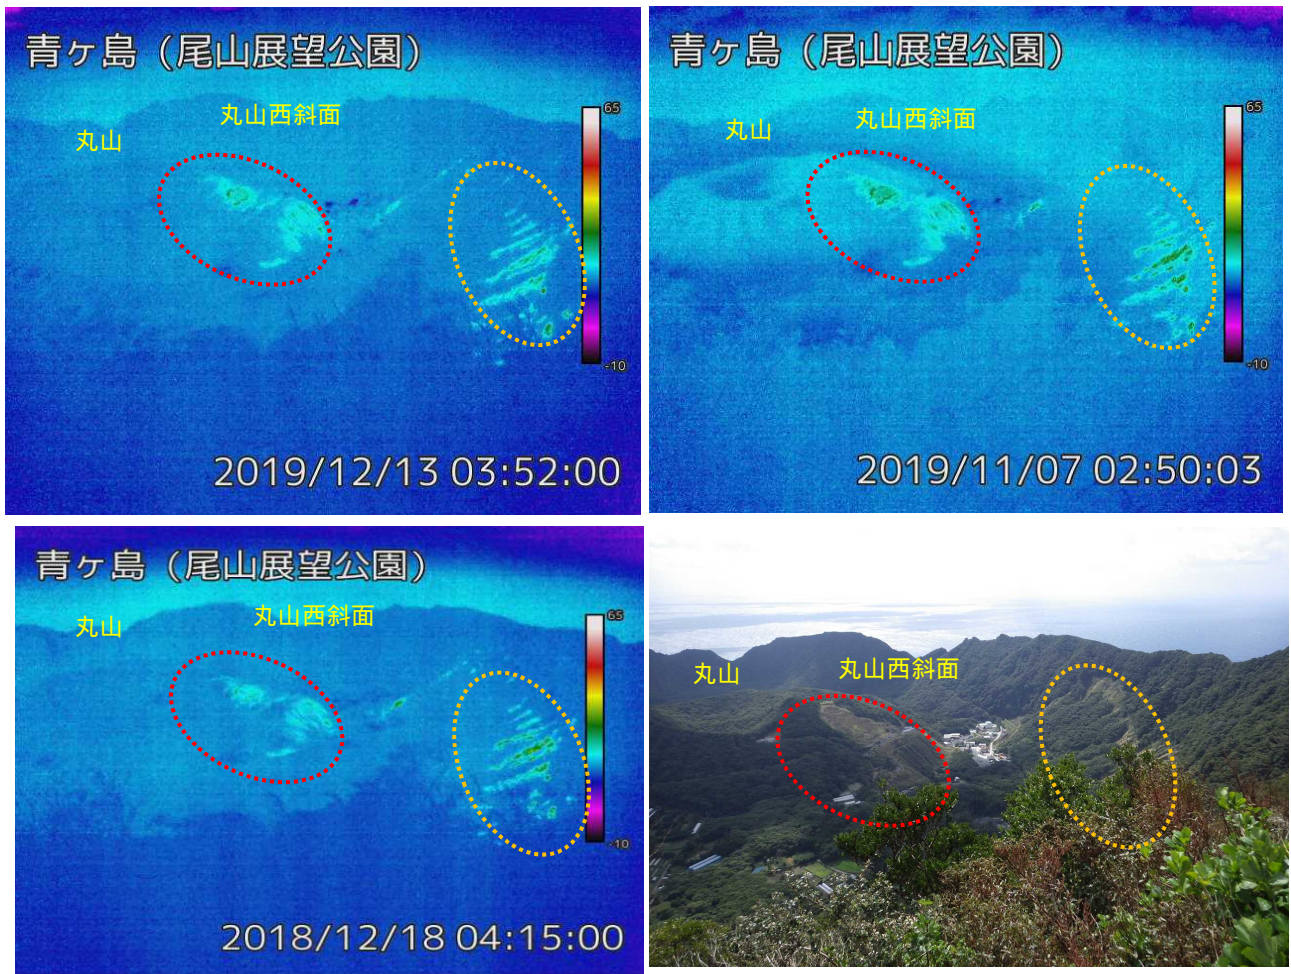 青ヶ島（尾山展望公園）
丸山西斜面
丸山
65
-10
2019/12/13 03:52:00
青ヶ島（尾山展望公園）
丸山西斜面
丸山
65
-10
2019/11/07 02:50:03
青ヶ島（尾山展望公園）
丸山西斜面
丸山
65
-10
2018/12/18 04:15:00
丸山西斜面
丸山